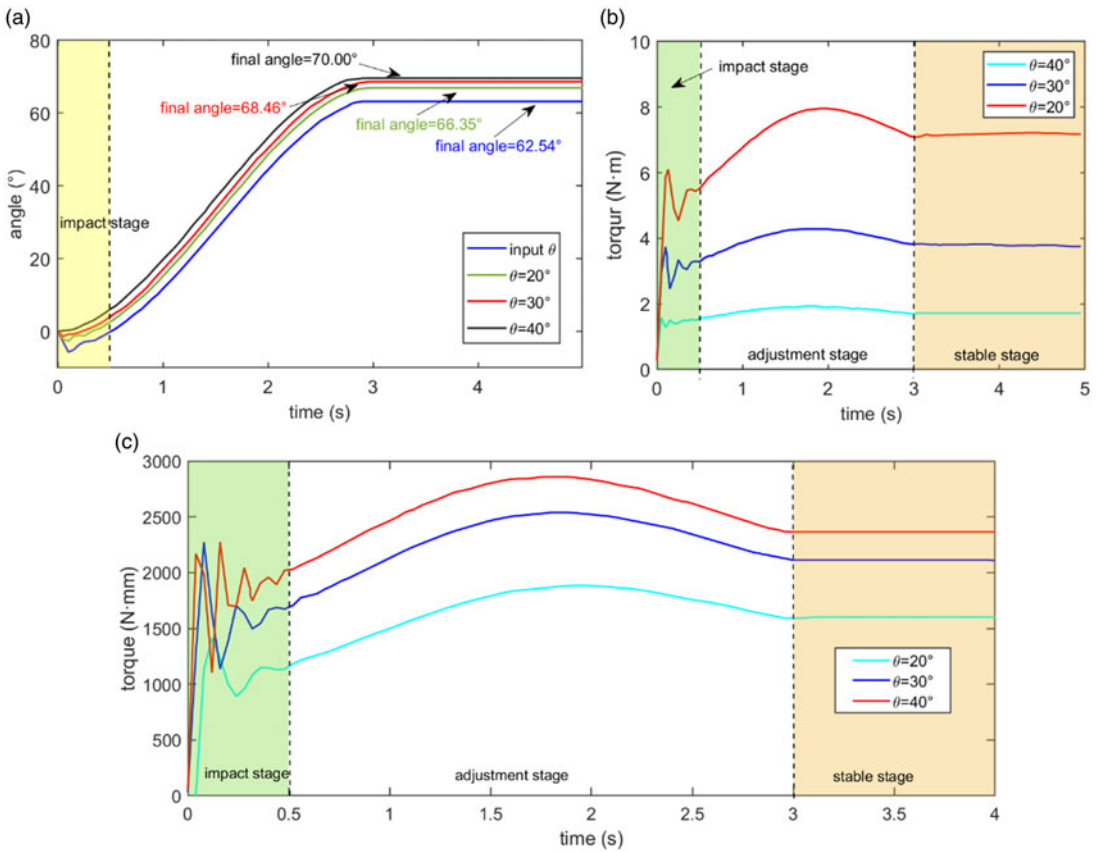 (a)
80
60
40
20
0
angle (°)
final angle=70.00°
final angle=68.46°
final angle=66.35°
final angle=62.54°
impact stage
input θ
θ=20°
θ=30°
θ=40°
0
1
2
3
4
time (s)
(b)
10
8
6
4
2
0
torqur (N·m)
impact stage
θ=40°
θ=30°
θ=20°
adjustment stage
stable stage
0
1
2
3
4
5
time (s)
(c)
3000
2500
2000
1500
1000
500
0
torque (N·mm)
θ=20°
θ=30°
θ=40°
impact stage
adjustment stage
stable stage
0
0.5
1
1.5
2
2.5
3
3.5
4
time (s)